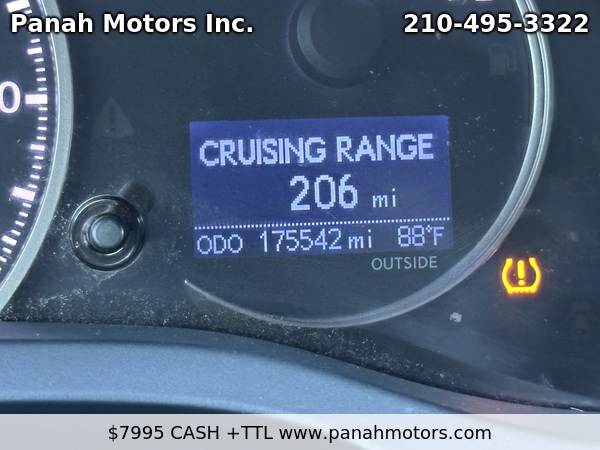 Panah Motors Inc. 210-495-3322
0
CRUISING RANGE
206 mi
ODO 175542 mi 88°F
OUTSIDE
$7995 CASH +TTL www.panahmotors.com